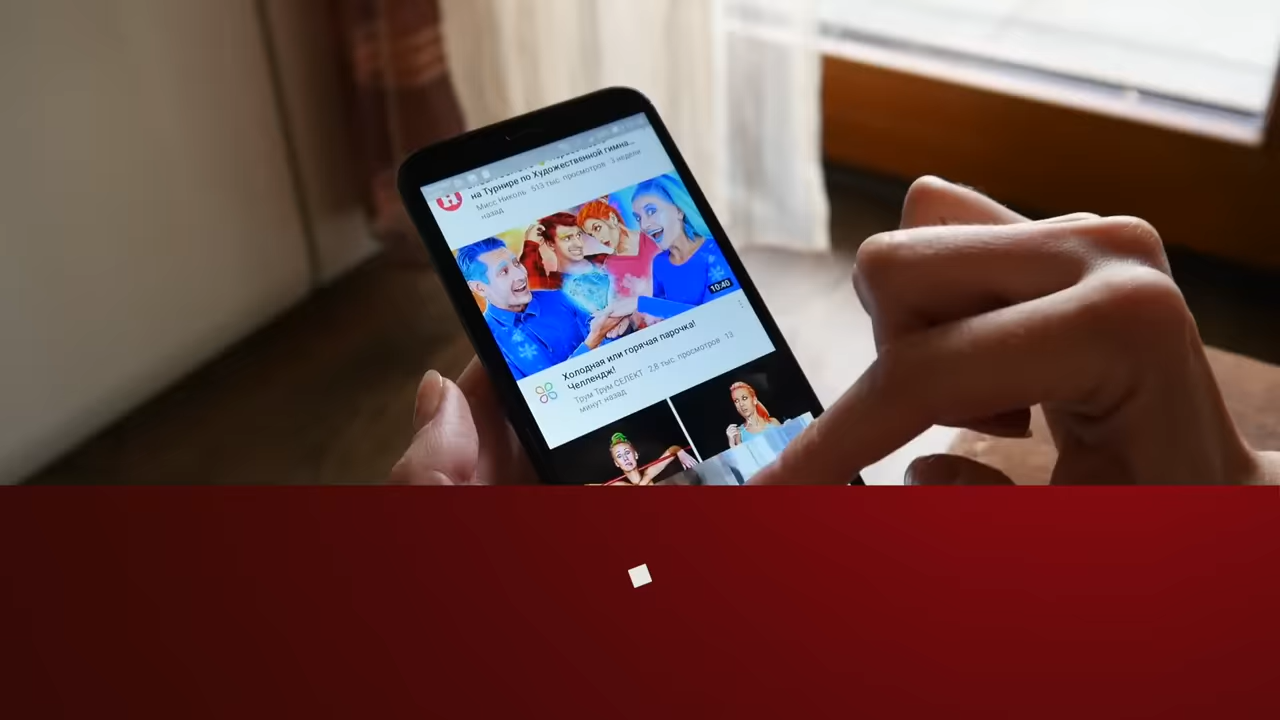 на Турнире по Художественной гимна...
Мисс Николь 513 тыс. просмотров 3 недели
назад
10:40
Холодная или горячая парочка!
Челлендж!
Трум Трум СЕЛЕКТ 2,8 тыс. просмотров 13
минут назад